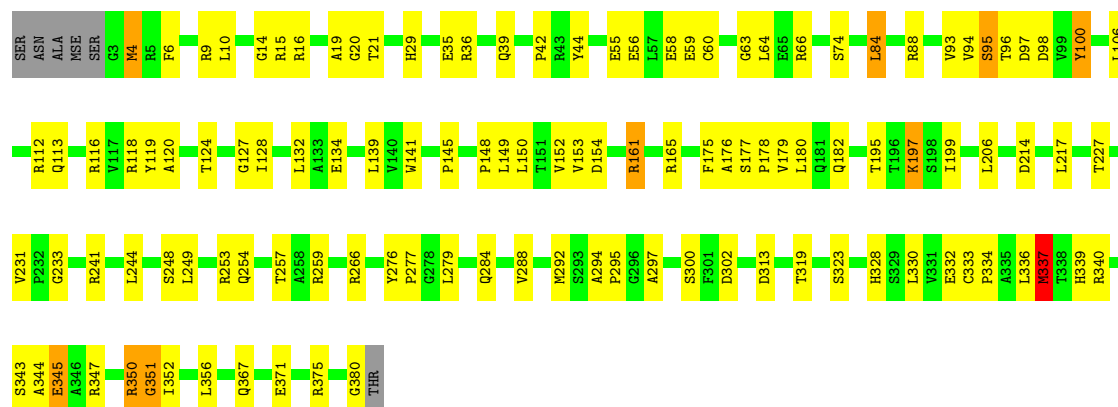 SER ASN ALA MSE SER G3 M4 R5 F6 R9 L10 G14 R15 R16 A19 G20 T21 H29 E35 R36 Q39 P42 R43 Y44 E55 E56 L57 E58 E59 C60 G63 L64 E65 R66 S74 L84 R88 V93 V94 S95 T96 D97 D98 V99 Y100 L106
R112 Q113 R116 V117 R118 Y119 A120 T124 G127 I128 L132 A133 E134 L139 V140 W141 P145 P148 L149 L150 T151 V152 V153 D154 R161 R165 F175 A176 S177 P178 V179 L180 Q181 Q182 T195 T196 K197 S198 I199 L206 D214 L217 T227
V231 P232 G233 R241 L244 S248 L249 R253 Q254 T257 A258 R259 R266 Y276 P277 G278 L279 Q284 V288 M292 S293 A294 P295 G296 A297 S300 F301 D302 D313 T319 S323 H328 S329 L330 V331 E332 C333 P334 A335 L336 M337 T338 H339 R340
S343 A344 E345 A346 R347 R350 G351 I352 L356 Q367 E371 R375 G380 THR